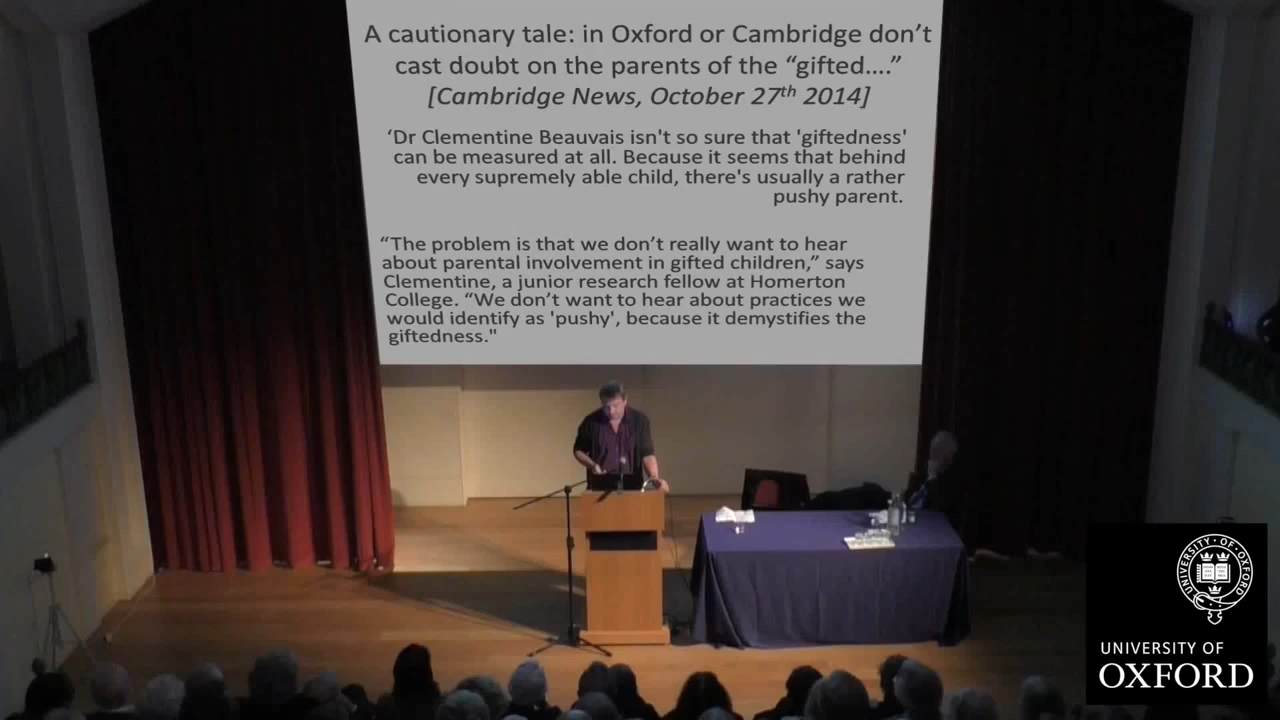 A cautionary tale: in Oxford or Cambridge don't
cast doubt on the parents of the “gifted....”
[Cambridge News, October 27th 2014]
‘Dr Clementine Beauvais isn't so sure that 'giftedness'
can be measured at all. Because it seems that behind
every supremely able child, there's usually a rather
pushy parent.
“The problem is that we don’t really want to hear
about parental involvement in gifted children,” says
Clementine, a junior research fellow at Homerton
College. “We don’t want to hear about practices we
would identify as 'pushy', because it demystifies the
giftedness."
UNIVERSITY·OF·OXFORD
UNIVERSITY OF
OXFORD